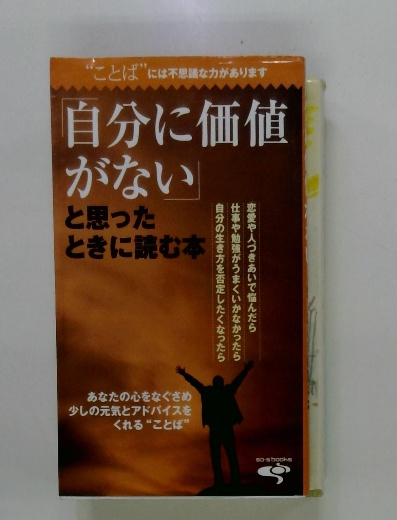 “ことば”には不思議な力があります
「自分に価値
がない」
と思った
ときに読む本
恋愛や人づきあいで悩んだら
仕事や勉強がうまくいかなかったら
自分の生き方を否定したくなったら
あなたの心をなぐさめ
少しの元気とアドバイスを
くれる“ことば”
so-s books